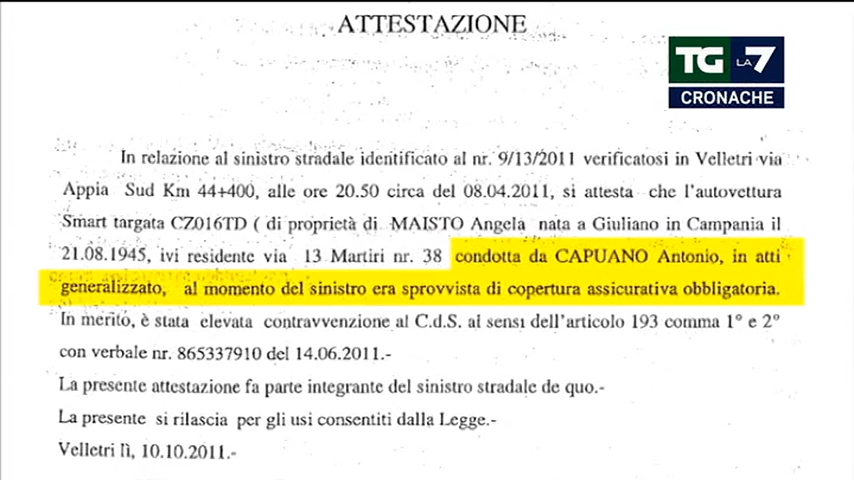 ATTESTAZIONE
TG LA 7
CRONACHE
In relazione al sinistro stradale identificato al nr. 9/13/2011 verificatosi in Velletri via
Appia Sud Km 44+400, alle ore 20.50 circa del 08.04.2011, si attesta che l'autovettura
Smart targata CZ016TD ( di proprietà di MAISTO Angela nata a Giuliano in Campania il
21.08.1945, ivi residente via 13 Martiri nr. 38 condotta da CAPUANO Antonio, in atti
generalizzato, al momento del sinistro era sprovvista di copertura assicurativa obbligatoria.
In merito, è stata elevata contravvenzione al C.d.S. ai sensi dell'articolo 193 comma 1° e 2°
con verbale nr. 865337910 del 14.06.2011.-
La presente attestazione fa parte integrante del sinistro stradale de quo.-
La presente si rilascia per gli usi consentiti dalla Legge.-
Velletri lì, 10.10.2011.-